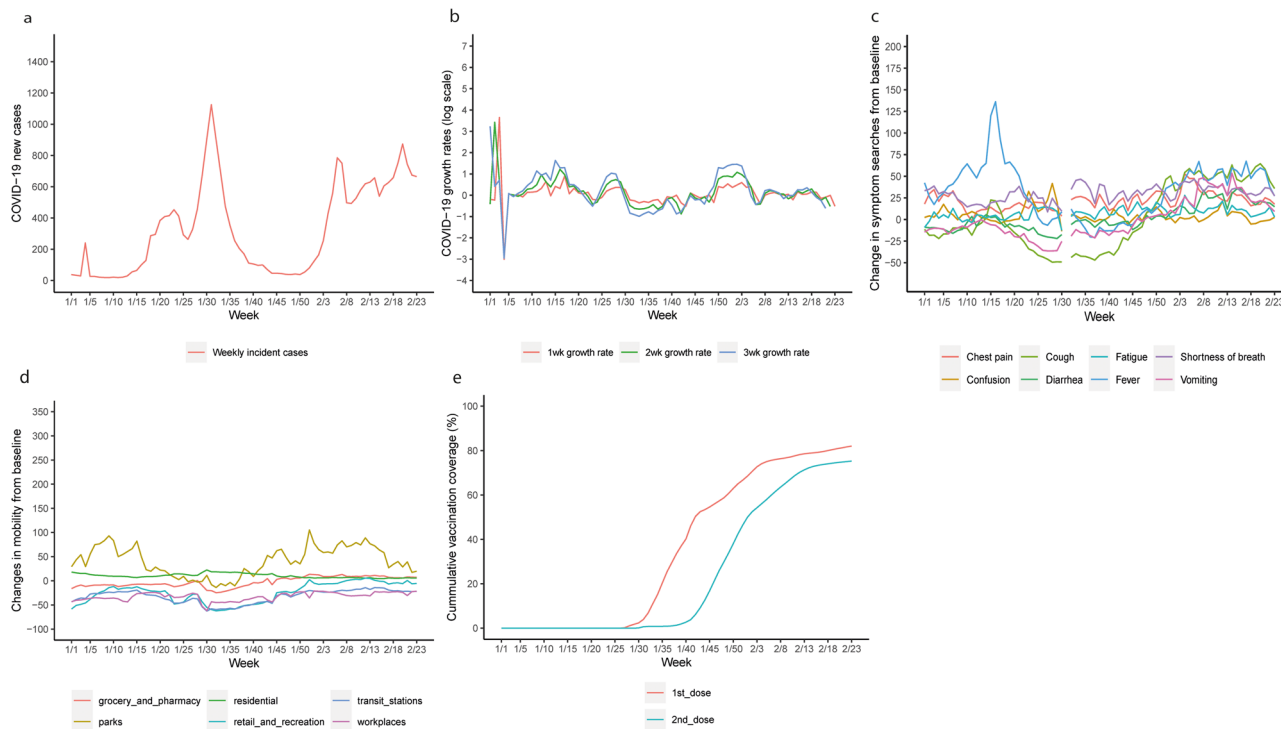 a
COVID−19 new cases
1400
1200
1000
800
600
400
200
0
1/1 1/5 1/10 1/15 1/20 1/25 1/30 1/35 1/40 1/45 1/50 2/3 2/8 2/13 2/18 2/23
Week
Weekly incident cases
b
COVID−19 growth rates (log scale)
7
6
5
4
3
2
1
0
−1
−2
−3
−4
1/1 1/5 1/10 1/15 1/20 1/25 1/30 1/35 1/40 1/45 1/50 2/3 2/8 2/13 2/18 2/23
Week
1wk growth rate 2wk growth rate 3wk growth rate
c
Change in symptom searches from baseline
200
175
150
125
100
75
50
25
0
−25
−50
1/1 1/5 1/10 1/15 1/20 1/25 1/30 1/35 1/40 1/45 1/50 2/3 2/8 2/13 2/18 2/23
Week
Chest pain Cough Fatigue Shortness of breath
Confusion Diarrhea Fever Vomiting
d
Changes in mobility from baseline
350
300
250
200
150
100
50
0
−50
−100
1/1 1/5 1/10 1/15 1/20 1/25 1/30 1/35 1/40 1/45 1/50 2/3 2/8 2/13 2/18 2/23
Week
grocery_and_pharmacy residential transit_stations
parks retail_and_recreation workplaces
e
Cummulative vaccination coverage (%)
100
80
60
40
20
0
1/1 1/5 1/10 1/15 1/20 1/25 1/30 1/35 1/40 1/45 1/50 2/3 2/8 2/13 2/18 2/23
Week
1st_dose
2nd_dose